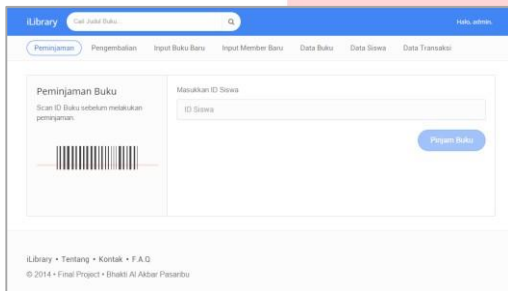 iLibrary Cari Judul Buku.. Halo, admin.
Peminjaman Pengembalian Input Buku Baru Input Member Baru Data Buku Data Siswa Data Transaksi
Peminjaman Buku
Scan ID Buku sebelum melakukan
peminjaman.
Masukkan ID Siswa
ID Siswa
Pinjam Buku
iLibrary • Tentang • Kontak • F.A.Q
© 2014 • Final Project • Bhakti Al Akbar Pasaribu